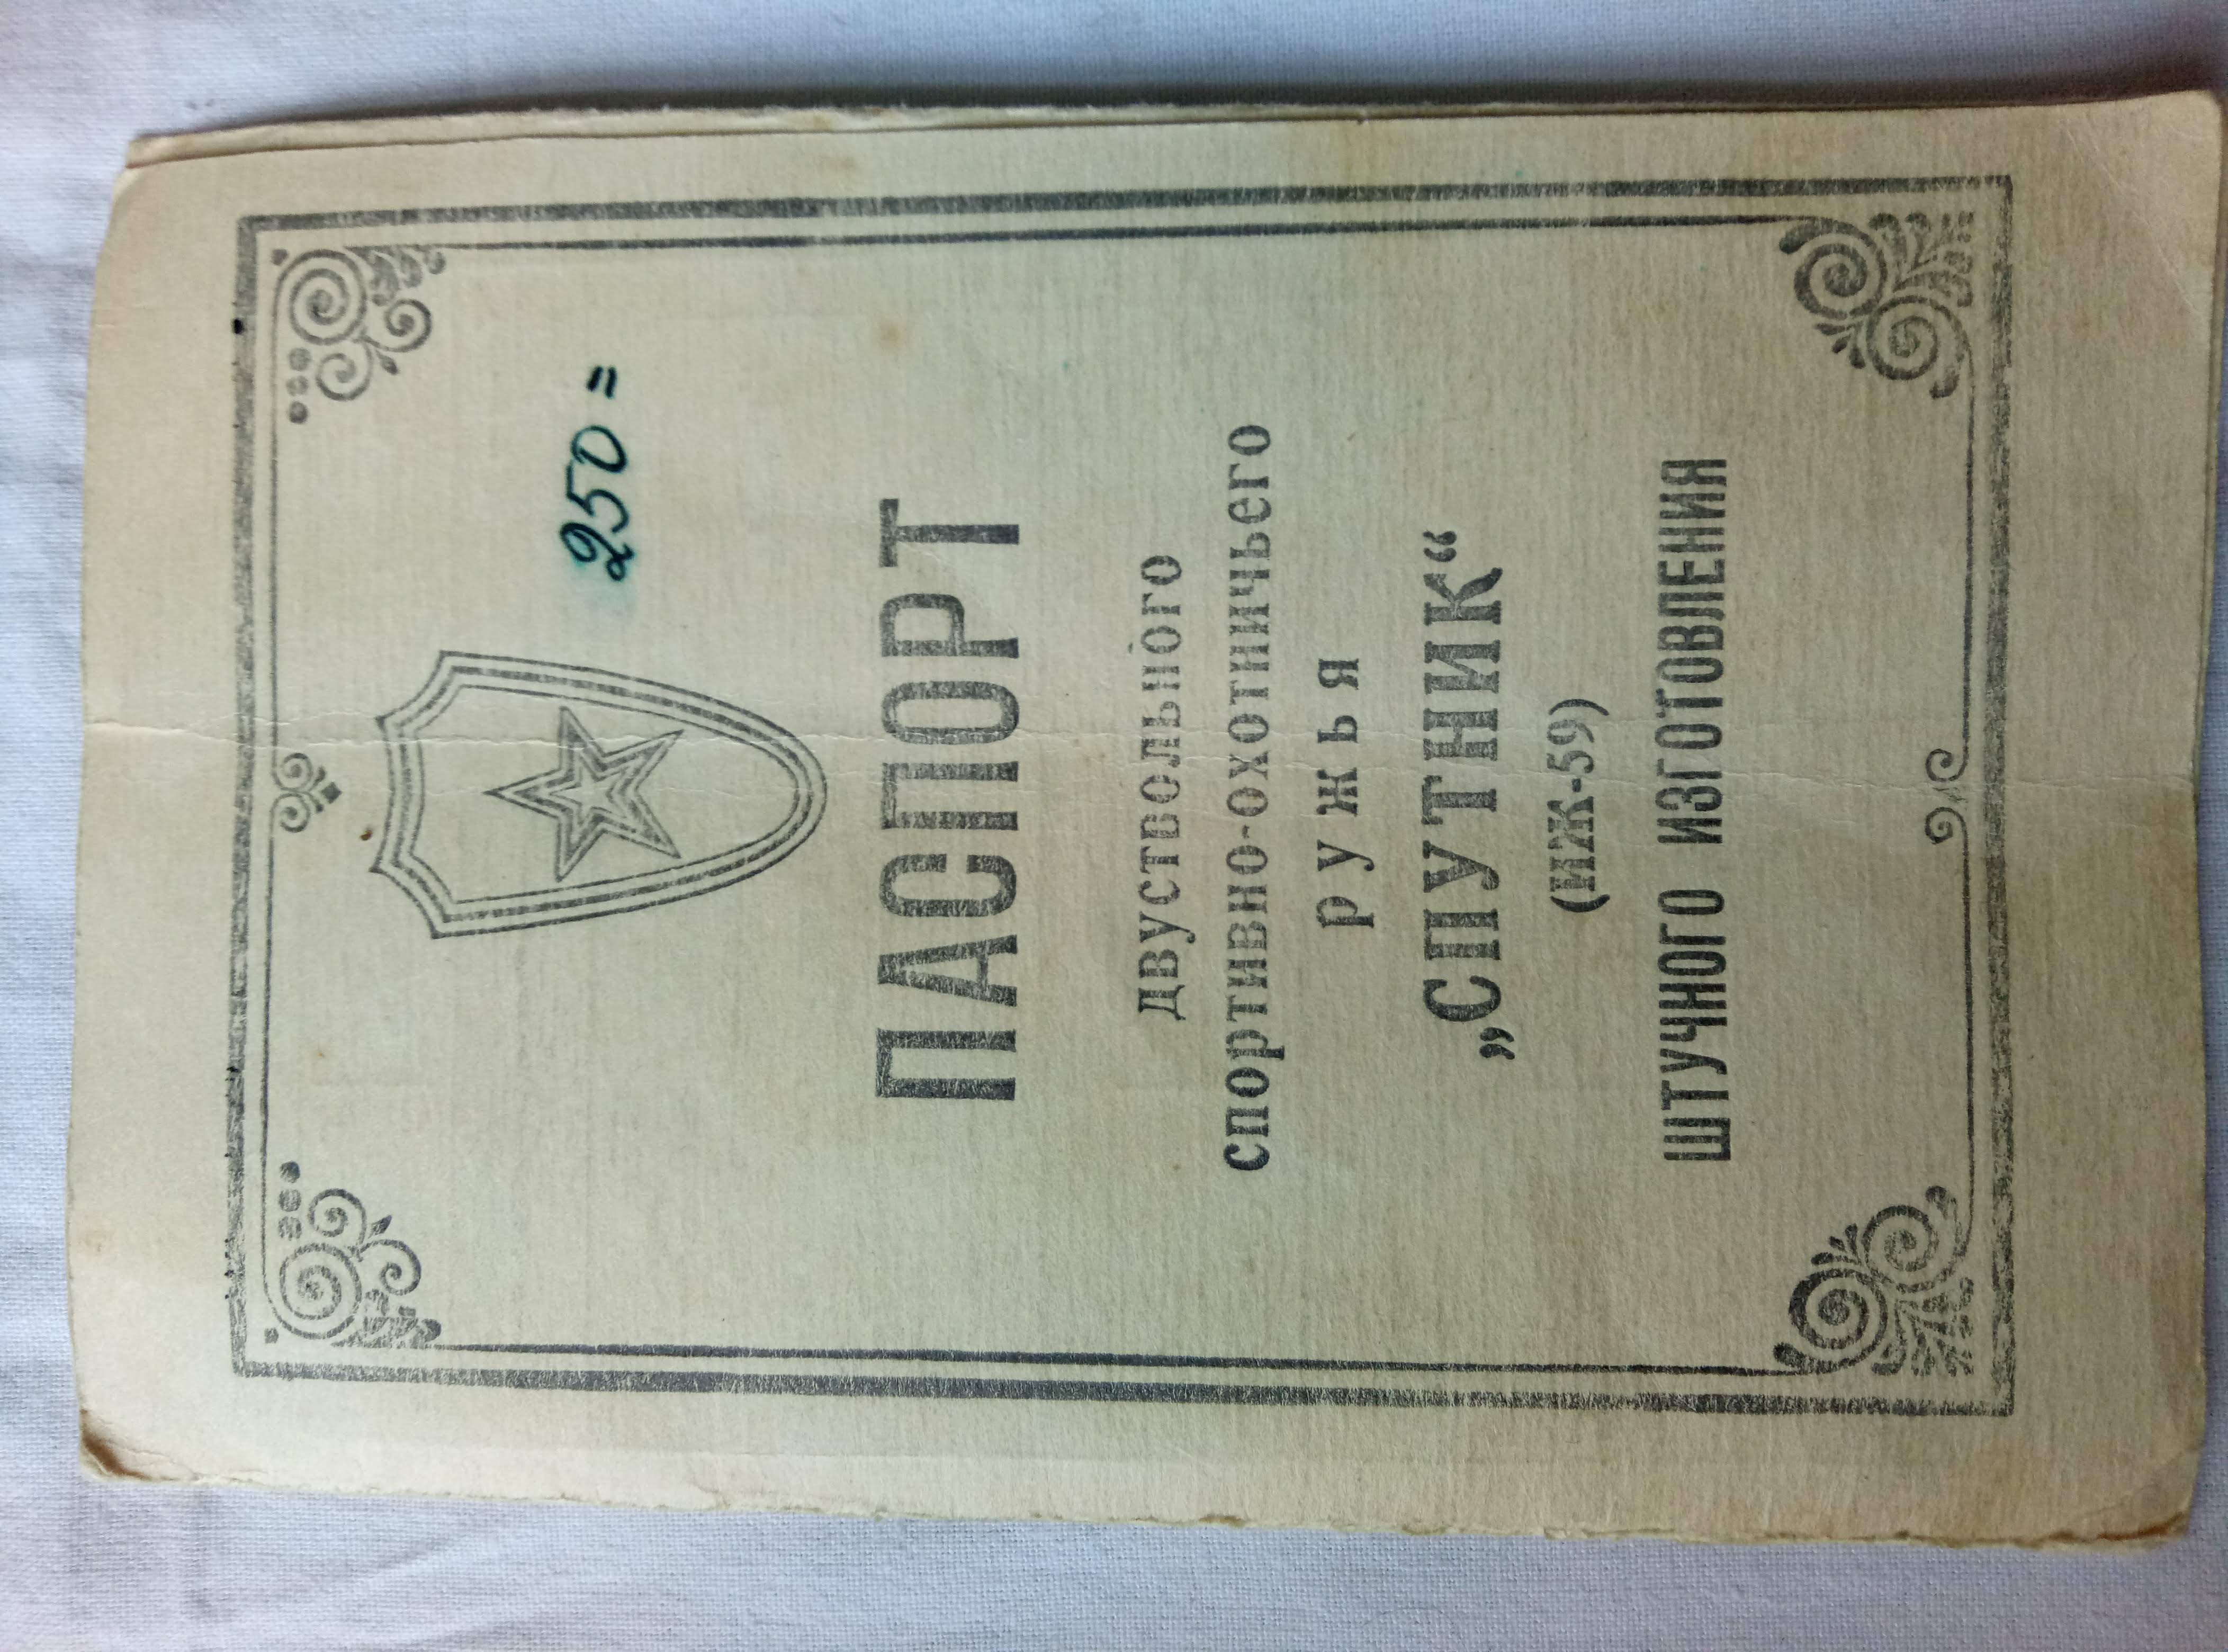 250=
ПАСПОРТ
двуствольного
спортивно-охотничьего
ружья
„СПУТНИК“
(ИЖ-59)
ШТУЧНОГО ИЗГОТОВЛЕНИЯ